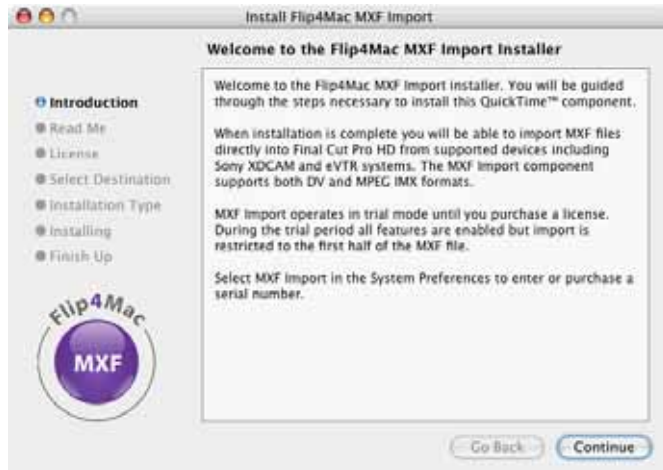 Install Flip4Mac MXF Import
Welcome to the Flip4Mac MXF Import Installer
Introduction
Read Me
License
Select Destination
Installation Type
Installing
Finish Up
Flip4Mac
MXF
Welcome to the Flip4Mac MXF Import installer. You will be guided
through the steps necessary to install this QuickTime™ component.
When installation is complete you will be able to import MXF files
directly into Final Cut Pro HD from supported devices including
Sony XDCAM and eVTR systems. The MXF Import component
supports both DV and MPEG IMX formats.
MXF Import operates in trial mode until you purchase a license.
During the trial period all features are enabled but import is
restricted to the first half of the MXF file.
Select MXF Import in the System Preferences to enter or purchase a
serial number.
Go Back
Continue